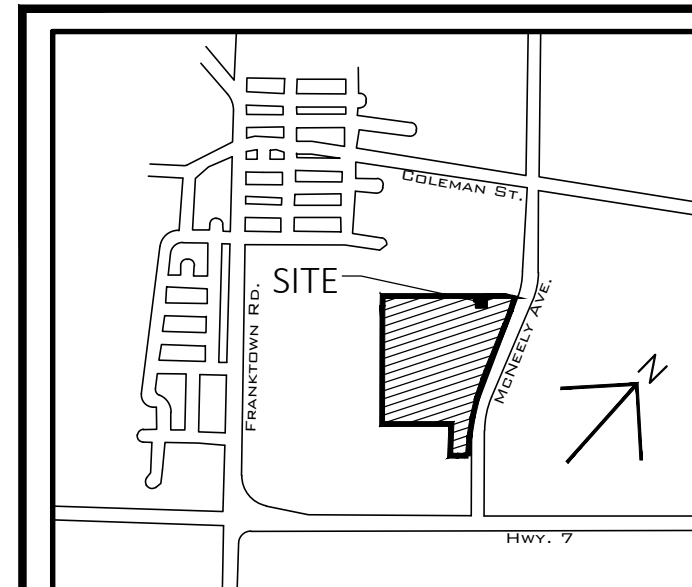 COLEMAN ST.
SITE
FRANKTOWN RD.
MCNEELY AVE.
N
HWY. 7